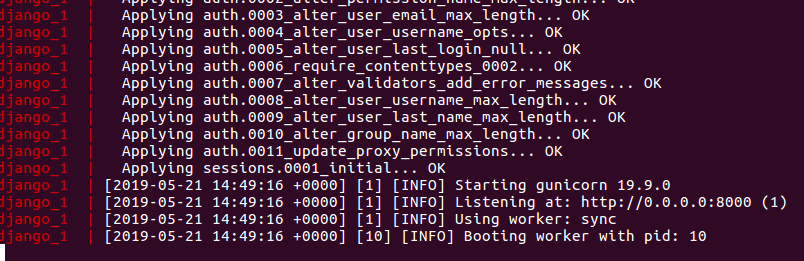 django_1 | Applying auth.0002_alter_permission_name_max_length... OK
django_1 | Applying auth.0003_alter_user_email_max_length... OK
django_1 | Applying auth.0004_alter_user_username_opts... OK
django_1 | Applying auth.0005_alter_user_last_login_null... OK
django_1 | Applying auth.0006_require_contenttypes_0002... OK
django_1 | Applying auth.0007_alter_validators_add_error_messages... OK
django_1 | Applying auth.0008_alter_user_username_max_length... OK
django_1 | Applying auth.0009_alter_user_last_name_max_length... OK
django_1 | Applying auth.0010_alter_group_name_max_length... OK
django_1 | Applying auth.0011_update_proxy_permissions... OK
django_1 | Applying sessions.0001_initial... OK
django_1 | [2019-05-21 14:49:16 +0000] [1] [INFO] Starting gunicorn 19.9.0
django_1 | [2019-05-21 14:49:16 +0000] [1] [INFO] Listening at: http://0.0.0.0:8000 (1)
django_1 | [2019-05-21 14:49:16 +0000] [1] [INFO] Using worker: sync
django_1 | [2019-05-21 14:49:16 +0000] [10] [INFO] Booting worker with pid: 10